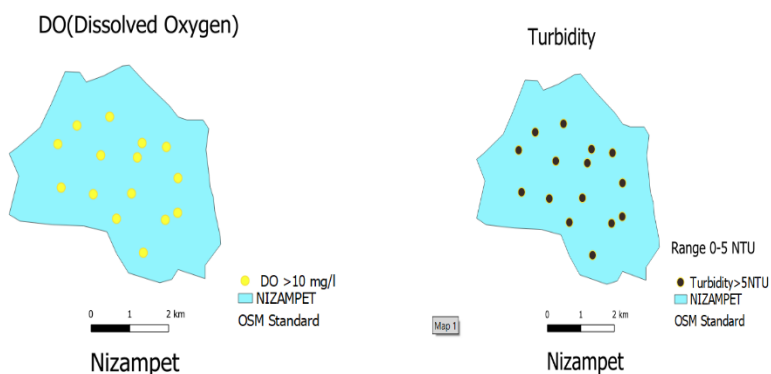 DO(Dissolved Oxygen)
DO >10 mg/l
NIZAMPET
OSM Standard
0 1 2 km
Nizampet
Turbidity
Range 0-5 NTU
Turbidity>5NTU
NIZAMPET
OSM Standard
0 1 2 km
Map 1
Nizampet